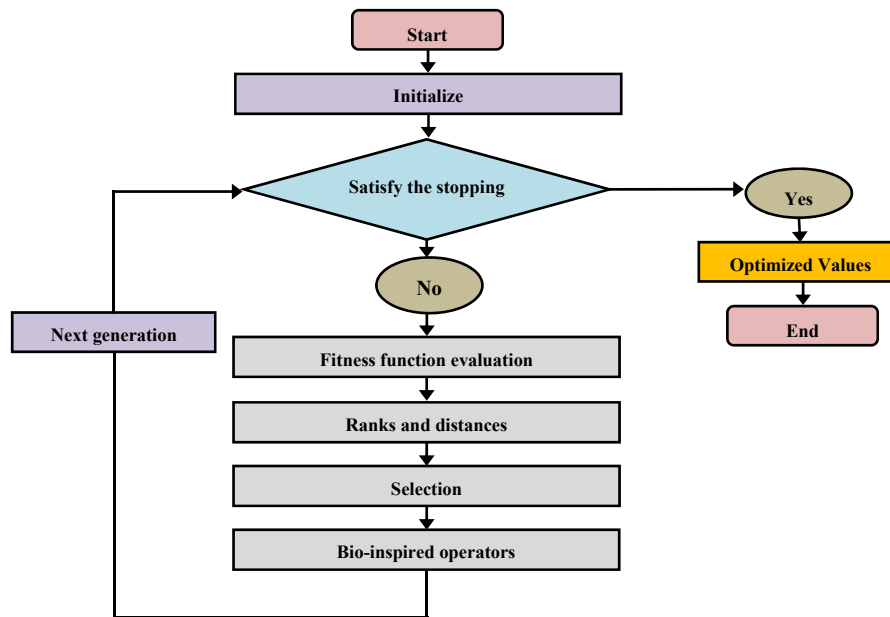 Start
Initialize
Satisfy the stopping
Yes
Optimized Values
No
End
Next generation
Fitness function evaluation
Ranks and distances
Selection
Bio-inspired operators